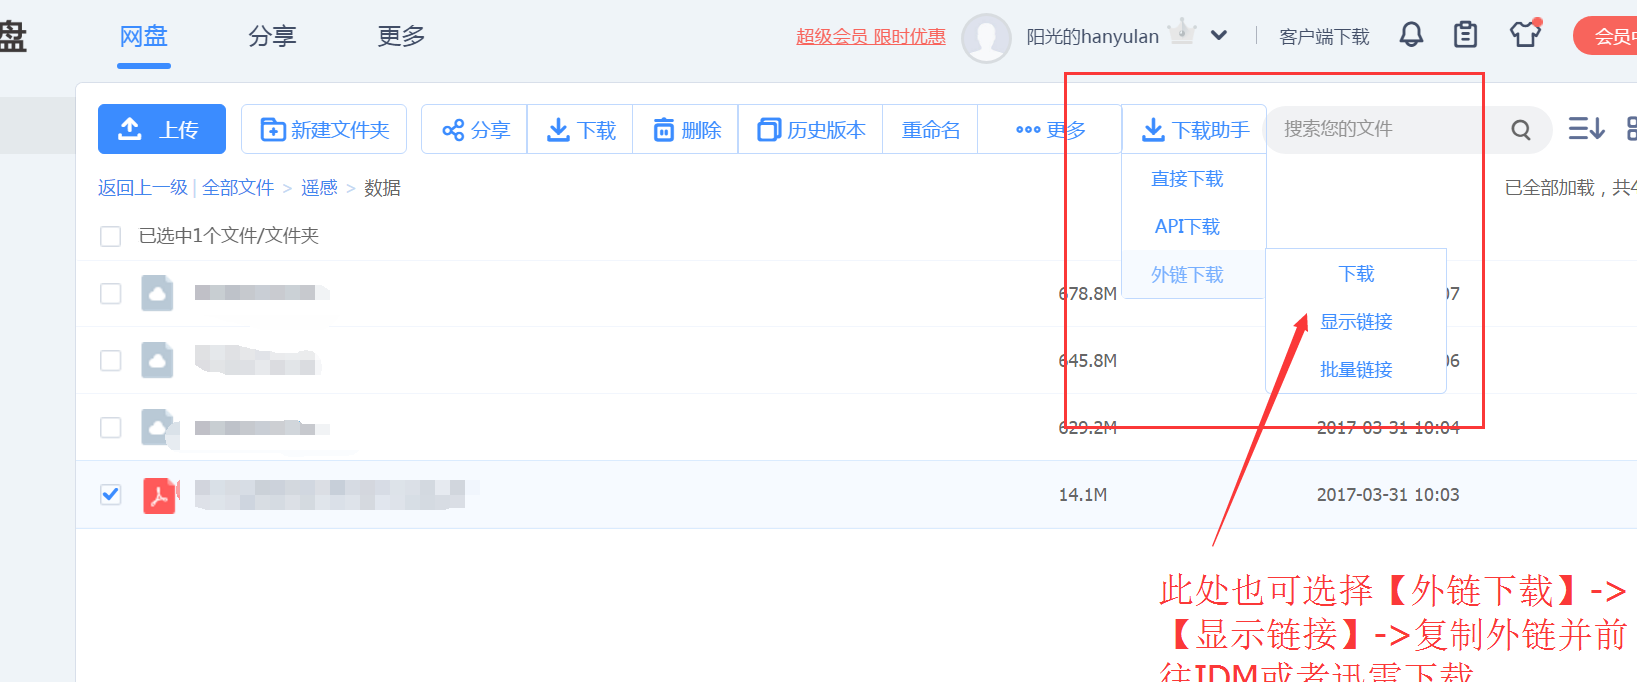 盘
网盘
分享
更多
超级会员 限时优惠
阳光的hanyulan
客户端下载
会员中
上传
新建文件夹
分享
下载
删除
历史版本
重命名
更多
下载助手
搜索您的文件
返回上一级 | 全部文件 > 遥感 > 数据
已全部加载，共4
直接下载
API下载
外链下载
下载
显示链接
批量链接
已选中1个文件/文件夹
678.8M
07
645.8M
06
629.2M
2017-03-31 10:04
14.1M
2017-03-31 10:03
此处也可选择【外链下载】->
【显示链接】->复制外链并前
往IDM或者迅雷下载